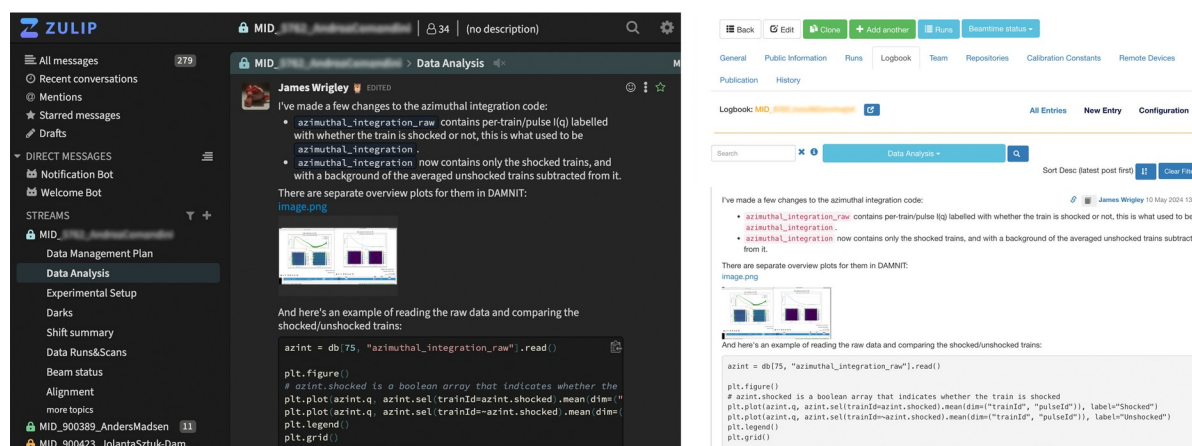 ZULIP
MID_ 34 (no description)
All messages 279
Recent conversations
Mentions
Starred messages
Drafts
DIRECT MESSAGES
Notification Bot
Welcome Bot
STREAMS
MID_
Data Management Plan
Data Analysis
Experimental Setup
Darks
Shift summary
Data Runs&Scans
Beam status
Alignment
more topics
MID_900389_AndersMadsen 11
MID_900423_JolantaSztuk-Dam
MID_ > Data Analysis M
James Wrigley EDITED
I've made a few changes to the azimuthal integration code:
• azimuthal_integration_raw contains per-train/pulse I(q) labelled
with whether the train is shocked or not, this is what used to be
azimuthal_integration .
• azimuthal_integration now contains only the shocked trains, and
with a background of the averaged unshocked trains subtracted from it.
There are separate overview plots for them in DAMNIT:
image.png
And here's an example of reading the raw data and comparing the
shocked/unshocked trains:
azint = db[75, "azimuthal_integration_raw"].read()
plt.figure()
# azint.shocked is a boolean array that indicates whether the
plt.plot(azint.q, azint.sel(trainId=azint.shocked).mean(dim=("
plt.plot(azint.q, azint.sel(trainId=~azint.shocked).mean(dim=(
plt.legend()
plt.grid()
Back Edit Clone Add another Runs Beamtime status
General Public Information Runs Logbook Team Repositories Calibration Constants Remote Devices
Publication History
Logbook: MID_ All Entries New Entry Configuration
Search Data Analysis
Sort Desc (latest post first) Clear Filte
I've made a few changes to the azimuthal integration code: James Wrigley 10 May 2024 13
• azimuthal_integration_raw contains per-train/pulse I(q) labelled with whether the train is shocked or not, this is what used to be
azimuthal_integration .
• azimuthal_integration now contains only the shocked trains, and with a background of the averaged unshocked trains subtract
from it.
There are separate overview plots for them in DAMNIT:
image.png
And here's an example of reading the raw data and comparing the shocked/unshocked trains:
azint = db[75, "azimuthal_integration_raw"].read()
plt.figure()
# azint.shocked is a boolean array that indicates whether the train is shocked
plt.plot(azint.q, azint.sel(trainId=azint.shocked).mean(dim=("trainId", "pulseId")), label="Shocked")
plt.plot(azint.q, azint.sel(trainId=~azint.shocked).mean(dim=("trainId", "pulseId")), label="Unshocked")
plt.legend()
plt.grid()